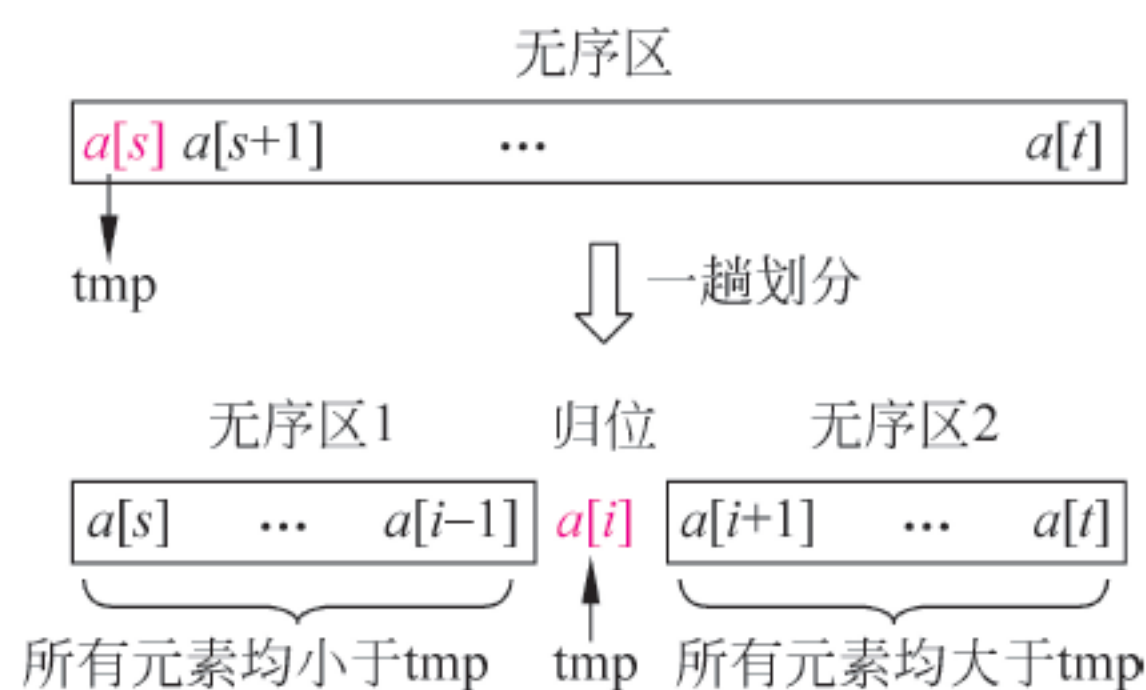 无序区
a[s] a[s+1] ... a[t]
tmp
一趟划分
无序区1 归位 无序区2
a[s] ... a[i–1] a[i] a[i+1] ... a[t]
所有元素均小于tmp tmp 所有元素均大于tmp